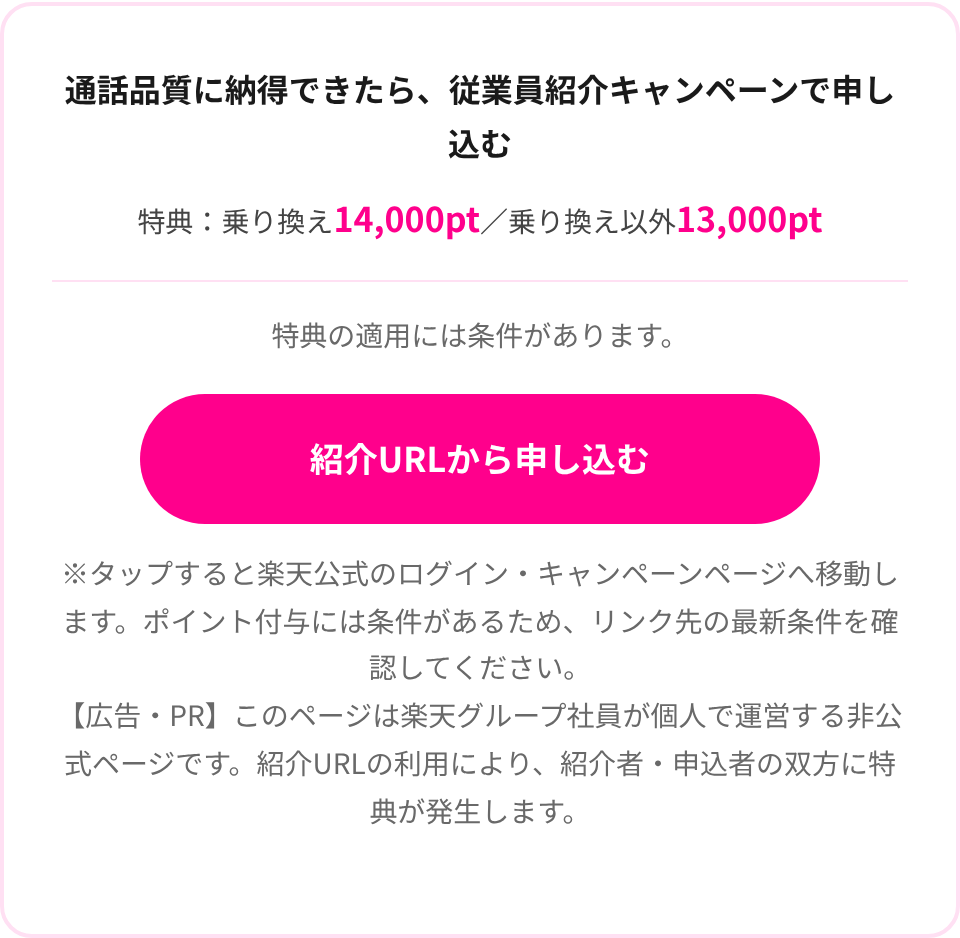 通話品質に納得できたら、従業員紹介キャンペーンで申し
込む
特典：乗り換え14,000pt／乗り換え以外13,000pt
特典の適用には条件があります。
紹介URLから申し込む
※タップすると楽天公式のログイン・キャンペーンページへ移動し
ます。ポイント付与には条件があるため、リンク先の最新条件を確
認してください。
【広告・PR】このページは楽天グループ社員が個人で運営する非公
式ページです。紹介URLの利用により、紹介者・申込者の双方に特
典が発生します。